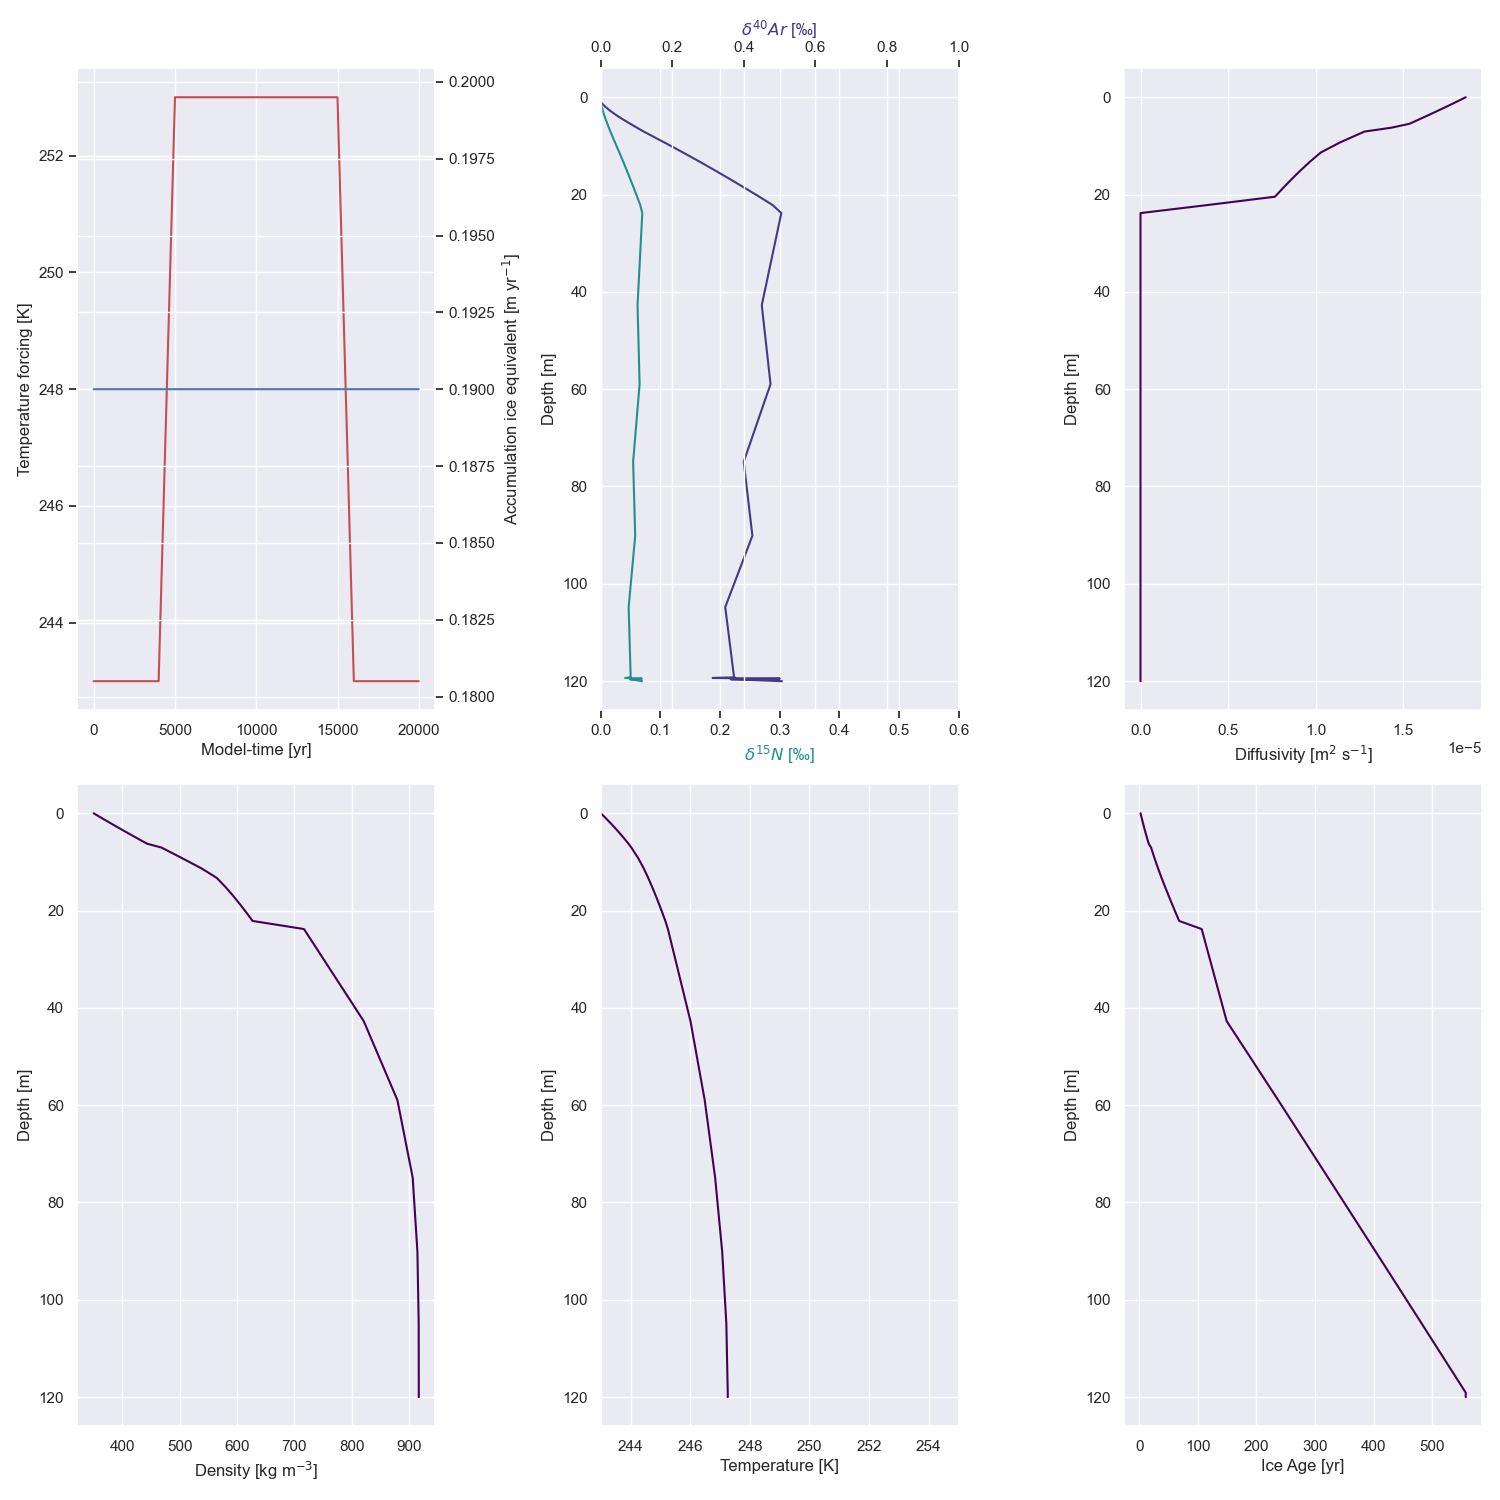 δ⁴⁰Ar [‰]
0.0 0.2 0.4 0.6 0.8 1.0
Temperature forcing [K]
252
250
248
246
244
0.2000
0.1975
0.1950
0.1925
0.1900
0.1875
0.1850
0.1825
0.1800
Accumulation ice equivalent [m yr⁻¹]
0 5000 10000 15000 20000
Model-time [yr]
Depth [m]
0
20
40
60
80
100
120
0.0 0.1 0.2 0.3 0.4 0.5 0.6
δ¹⁵N [‰]
Depth [m]
0
20
40
60
80
100
120
0.0 0.5 1.0 1.5
1e−5
Diffusivity [m² s⁻¹]
Depth [m]
0
20
40
60
80
100
120
400 500 600 700 800 900
Density [kg m⁻³]
Depth [m]
0
20
40
60
80
100
120
244 246 248 250 252 254
Temperature [K]
Depth [m]
0
20
40
60
80
100
120
0 100 200 300 400 500
Ice Age [yr]